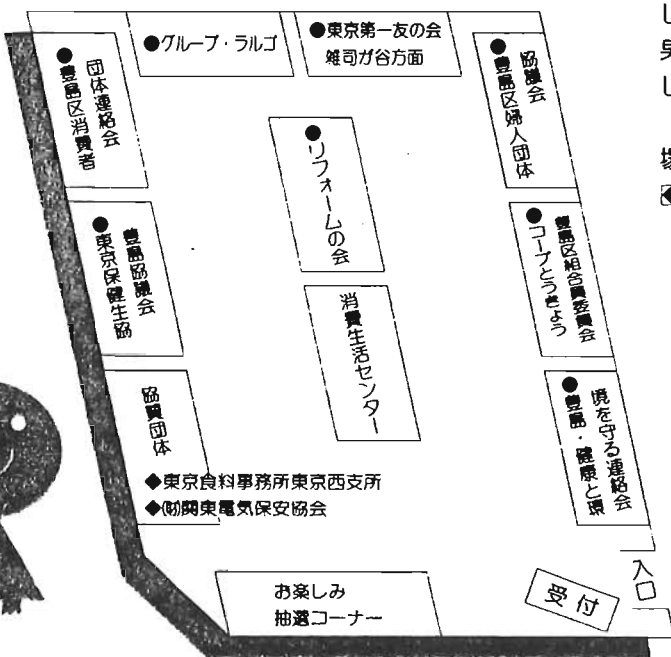 ●グループ・ラルゴ
●東京第一友の会
雑司が谷方面
●豊島区消費者
団体連絡会
●豊島区婦人団体
協議会
●リフォームの会
●東京保健生協
豊島協議会
●コープとうきょう
豊島区組合員委員会
消費生活センター
協賛団体
◆東京食料事務所東京西支所
◆㈶関東電気保安協会
●豊島・健康と環
境を守る連絡会
お楽しみ
抽選コーナー
受付
入口